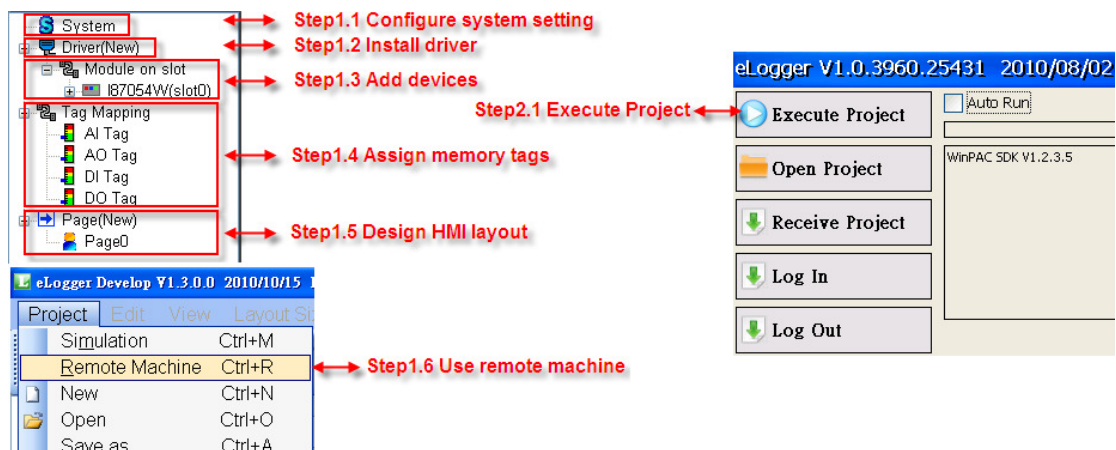 System
Step1.1 Configure system setting
Driver(New)
Step1.2 Install driver
Module on slot
I87054W(slot0)
Step1.3 Add devices
Tag Mapping
AI Tag
AO Tag
DI Tag
DO Tag
Step1.4 Assign memory tags
Page(New)
Page0
Step1.5 Design HMI layout
eLogger Develop V1.3.0.0 2010/10/15
Project Edit View Layout
Simulation Ctrl+M
Remote Machine Ctrl+R
Step1.6 Use remote machine
New Ctrl+N
Open Ctrl+O
Save as Ctrl+A
eLogger V1.0.3960.25431 2010/08/02
Step2.1 Execute Project
Execute Project
Auto Run
Open Project
WinPAC SDK V1.2.3.5
Receive Project
Log In
Log Out